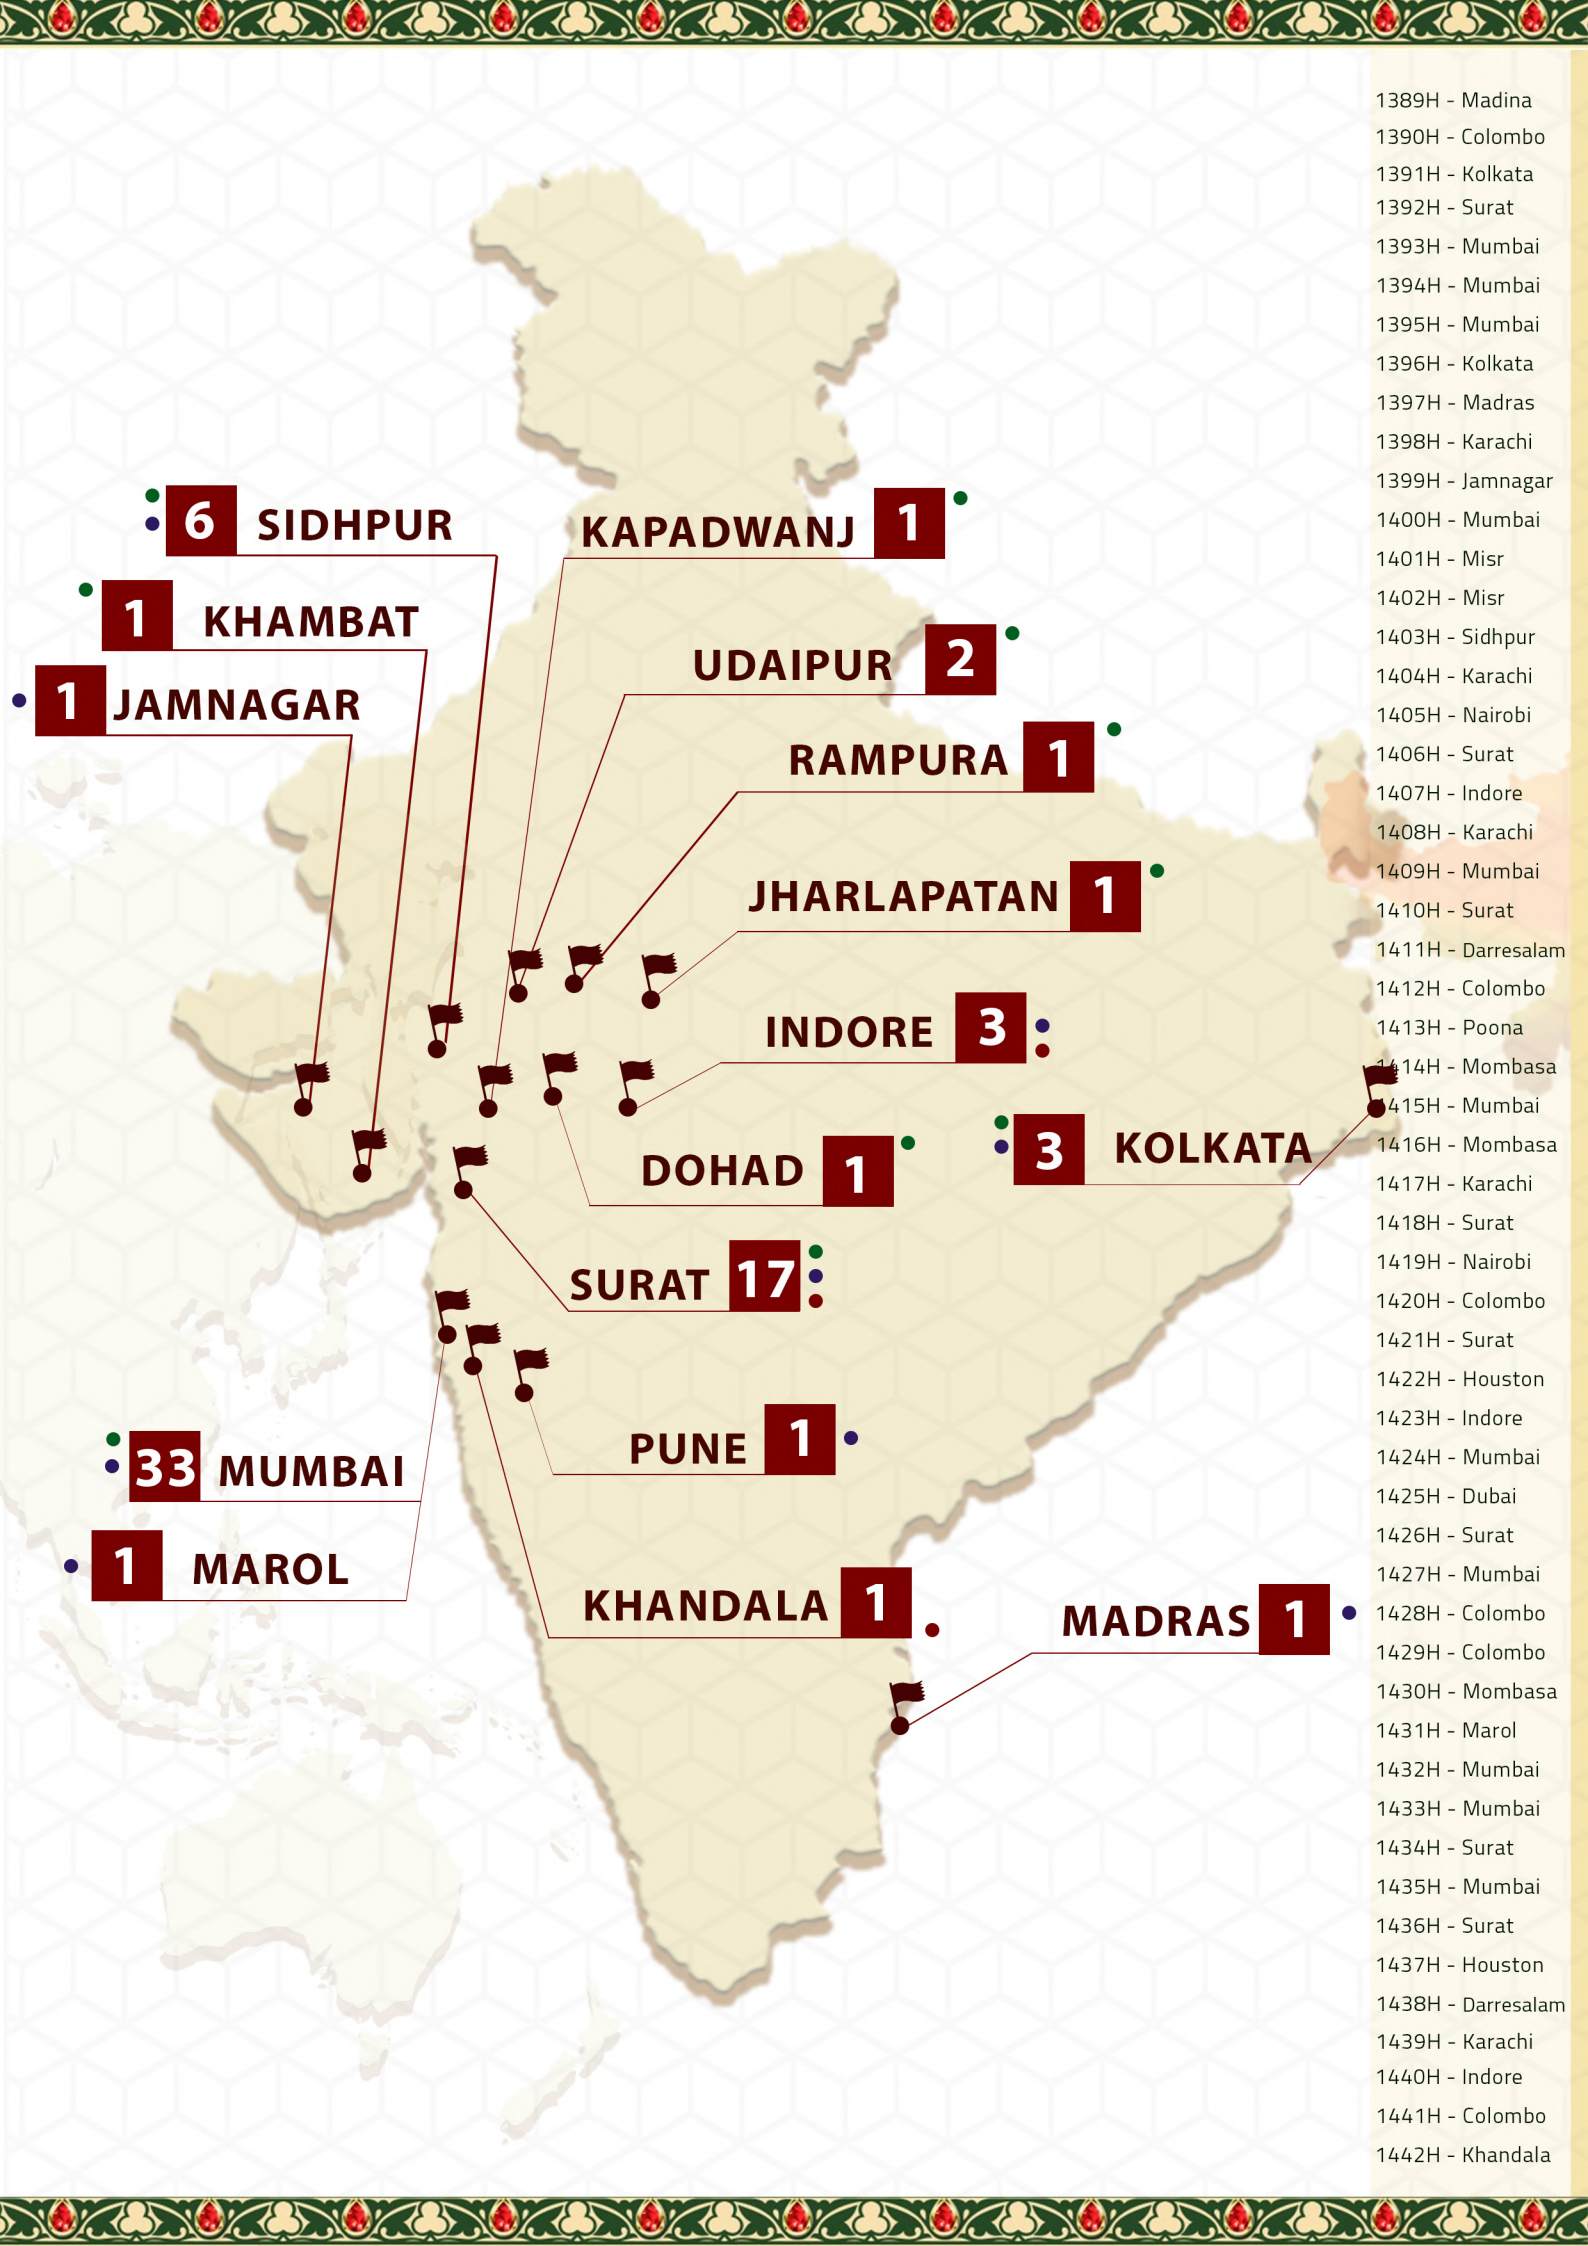 6 SIDHPUR
KAPADWANJ 1
1 KHAMBAT
UDAIPUR 2
1 JAMNAGAR
RAMPURA 1
JHARLAPATAN 1
INDORE 3
3 KOLKATA
DOHAD 1
SURAT 17
PUNE 1
33 MUMBAI
1 MAROL
KHANDALA 1
MADRAS 1
1389H - Madina
1390H - Colombo
1391H - Kolkata
1392H - Surat
1393H - Mumbai
1394H - Mumbai
1395H - Mumbai
1396H - Kolkata
1397H - Madras
1398H - Karachi
1399H - Jamnagar
1400H - Mumbai
1401H - Misr
1402H - Misr
1403H - Sidhpur
1404H - Karachi
1405H - Nairobi
1406H - Surat
1407H - Indore
1408H - Karachi
1409H - Mumbai
1410H - Surat
1411H - Darresalam
1412H - Colombo
1413H - Poona
1414H - Mombasa
1415H - Mumbai
1416H - Mombasa
1417H - Karachi
1418H - Surat
1419H - Nairobi
1420H - Colombo
1421H - Surat
1422H - Houston
1423H - Indore
1424H - Mumbai
1425H - Dubai
1426H - Surat
1427H - Mumbai
1428H - Colombo
1429H - Colombo
1430H - Mombasa
1431H - Marol
1432H - Mumbai
1433H - Mumbai
1434H - Surat
1435H - Mumbai
1436H - Surat
1437H - Houston
1438H - Darresalam
1439H - Karachi
1440H - Indore
1441H - Colombo
1442H - Khandala